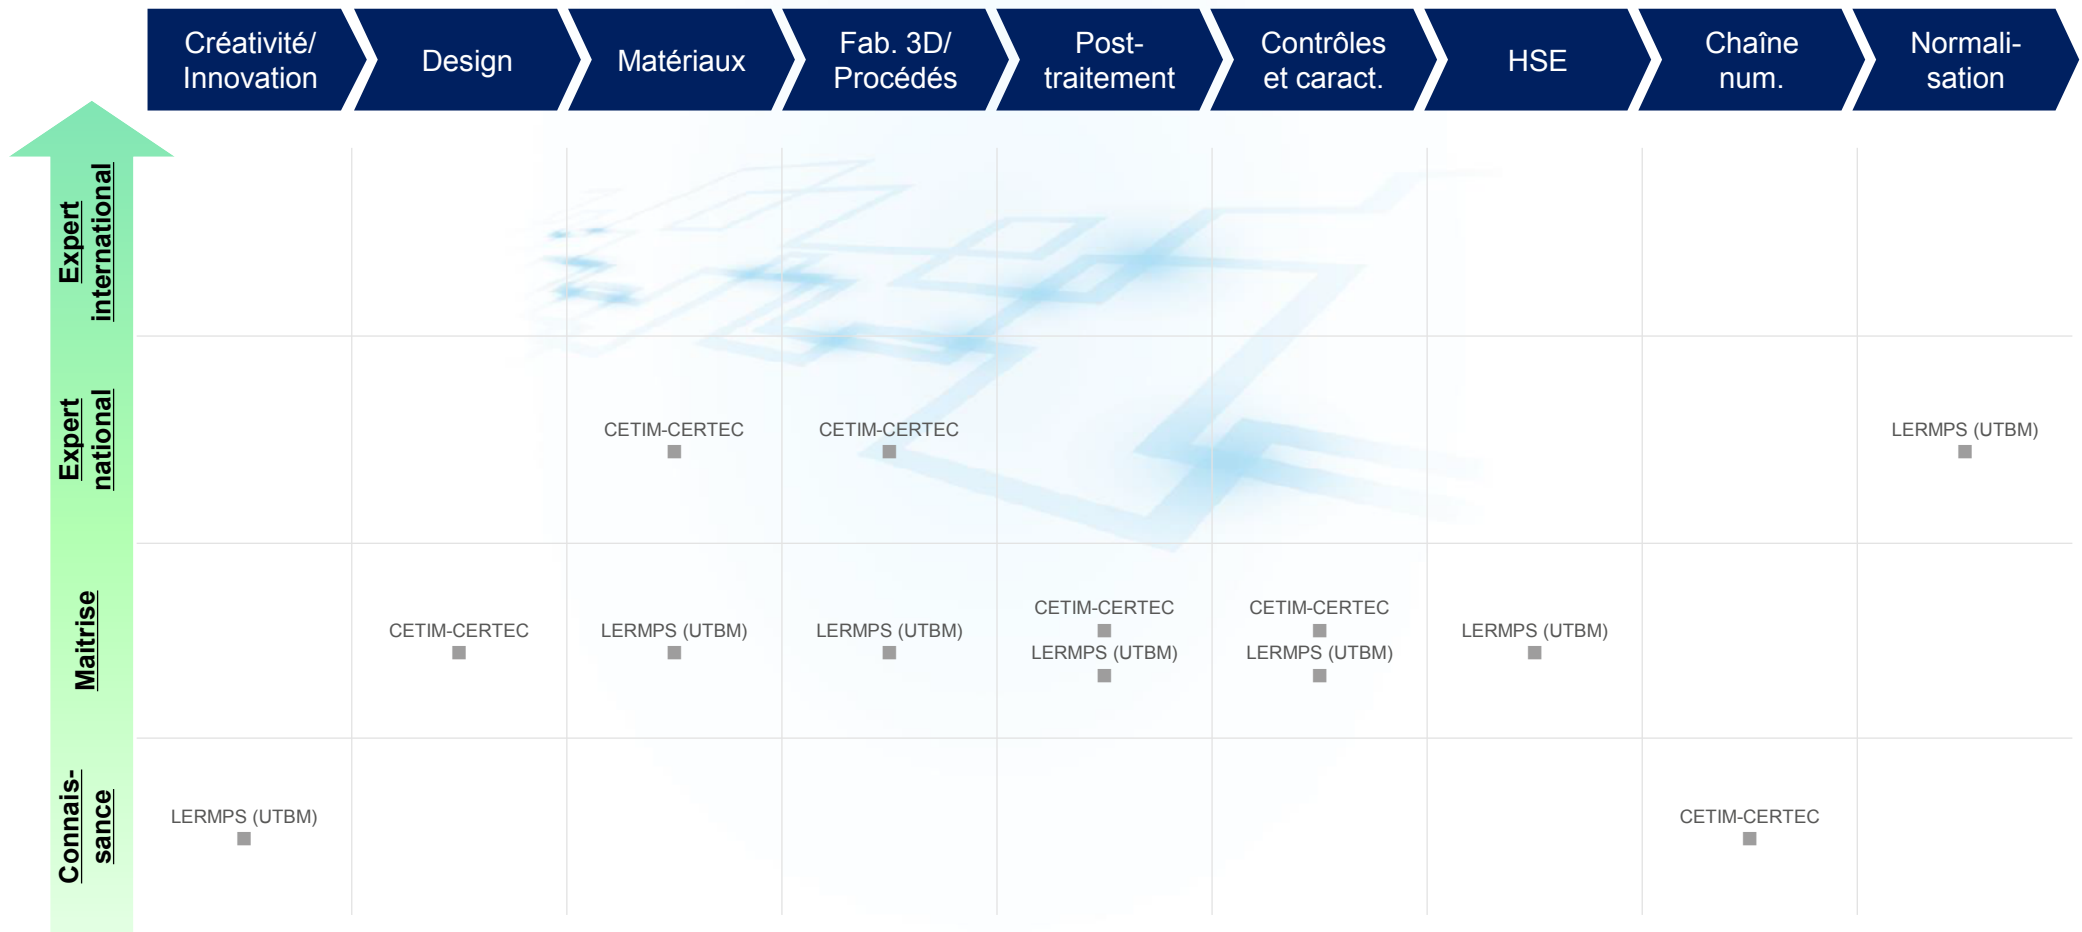 Créativité/
Innovation
Design
Matériaux
Fab. 3D/
Procédés
Post-
traitement
Contrôles
et caract.
HSE
Chaîne
num.
Normali-
sation
Expert
international
Expert
national
CETIM-CERTEC
CETIM-CERTEC
LERMPS (UTBM)
Maitrise
CETIM-CERTEC
LERMPS (UTBM)
LERMPS (UTBM)
CETIM-CERTEC
LERMPS (UTBM)
CETIM-CERTEC
LERMPS (UTBM)
LERMPS (UTBM)
Connais-
sance
LERMPS (UTBM)
CETIM-CERTEC